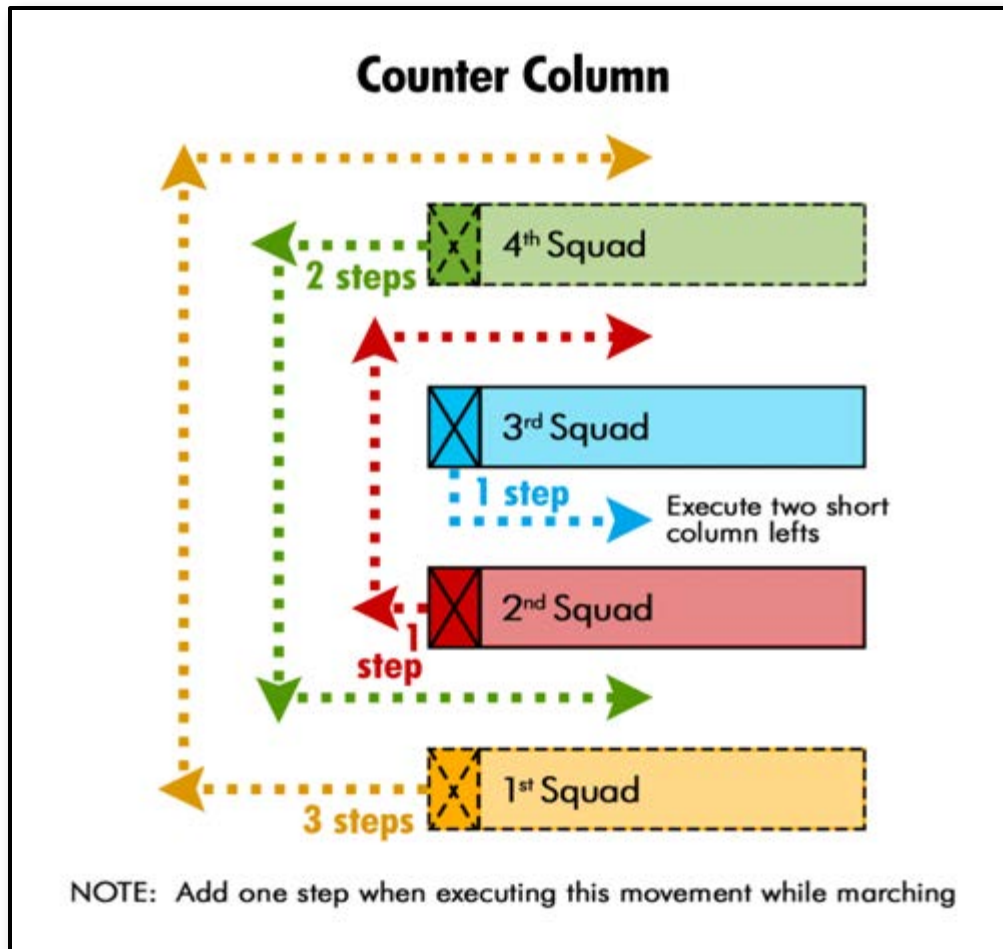 Counter Column
4th Squad
2 steps
3rd Squad
1 step
Execute two short
column lefts
2nd Squad
1
step
1st Squad
3 steps
NOTE: Add one step when executing this movement while marching